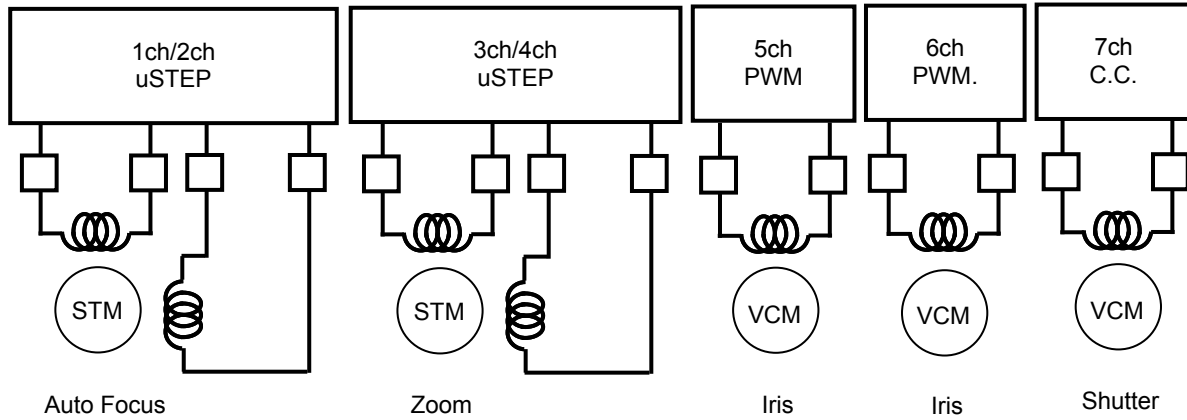 1ch/2ch
uSTEP
3ch/4ch
uSTEP
5ch
PWM
6ch
PWM.
7ch
C.C.
STM
STM
VCM
VCM
VCM
Auto Focus
Zoom
Iris
Iris
Shutter